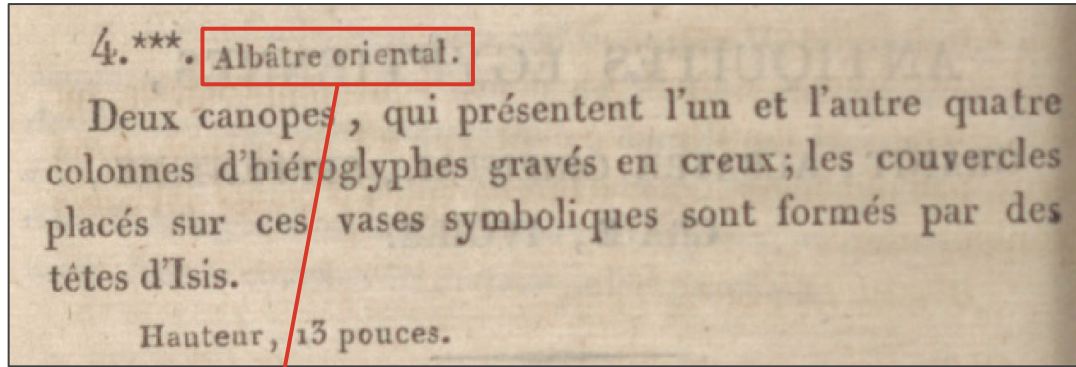 4.***. Albâtre oriental.
Deux canopes, qui présentent l'un et l'autre quatre
colonnes d'hiéroglyphes gravés en creux; les couvercles
placés sur ces vases symboliques sont formés par des
têtes d'Isis.
Hauteur, 13 pouces.